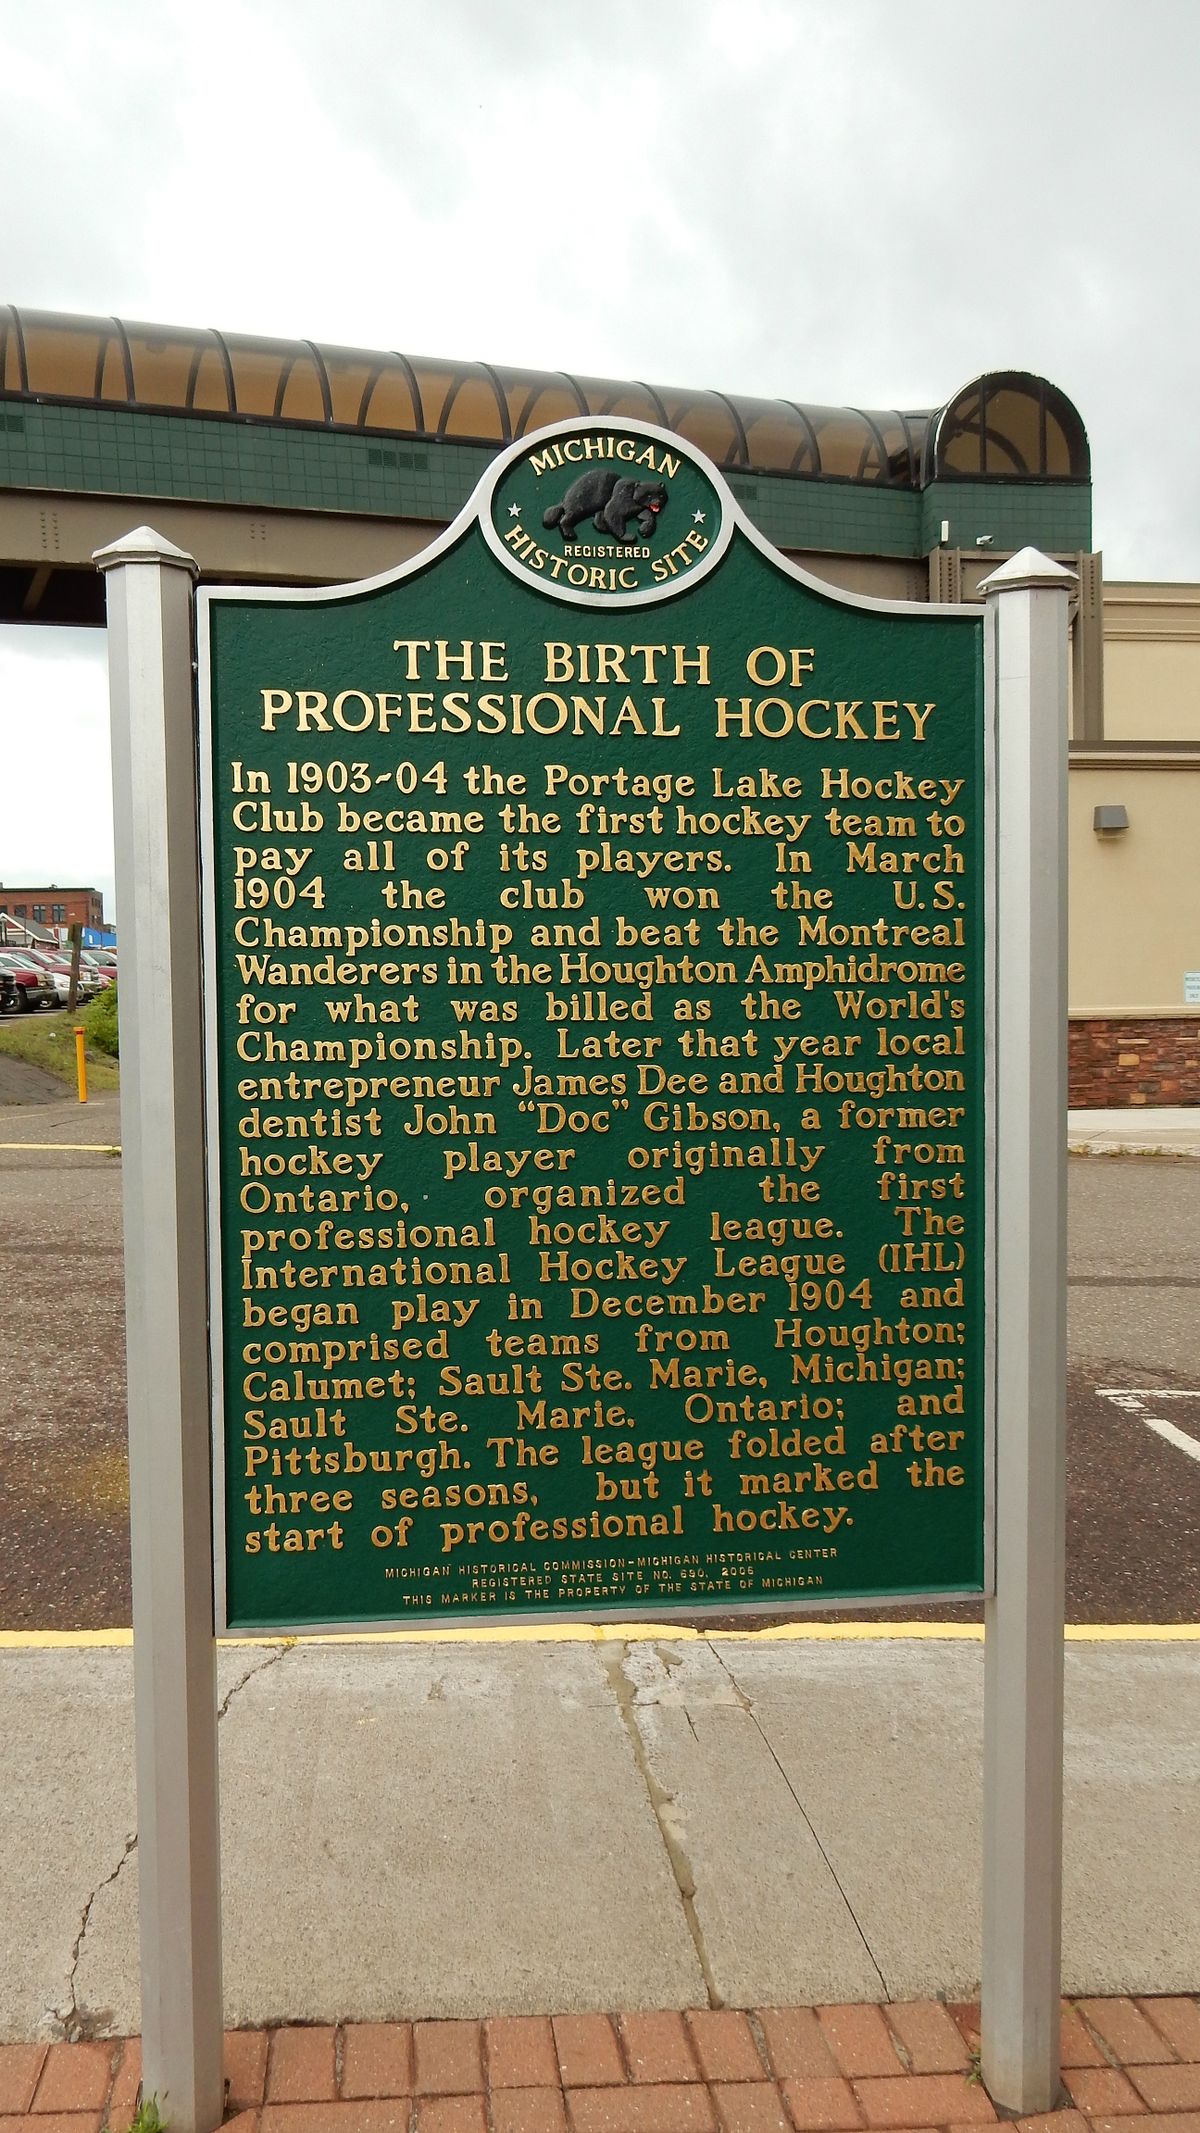 MICHIGAN
REGISTERED
HISTORIC SITE
THE BIRTH OF
PROFESSIONAL HOCKEY
In 1903-04 the Portage Lake Hockey
Club became the first hockey team to
pay all of its players. In March
1904 the club won the U.S.
Championship and beat the Montreal
Wanderers in the Houghton Amphidrome
for what was billed as the World's
Championship. Later that year local
entrepreneur James Dee and Houghton
dentist John "Doc" Gibson, a former
hockey player originally from
Ontario, organized the first
professional hockey league. The
International Hockey League (IHL)
began play in December 1904 and
comprised teams from Houghton;
Calumet; Sault Ste. Marie, Michigan;
Sault Ste. Marie, Ontario; and
Pittsburgh. The league folded after
three seasons, but it marked the
start of professional hockey.
MICHIGAN HISTORICAL COMMISSION-MICHIGAN HISTORICAL CENTER
REGISTERED STATE SITE NO. 690, 2006
THIS MARKER IS THE PROPERTY OF THE STATE OF MICHIGAN